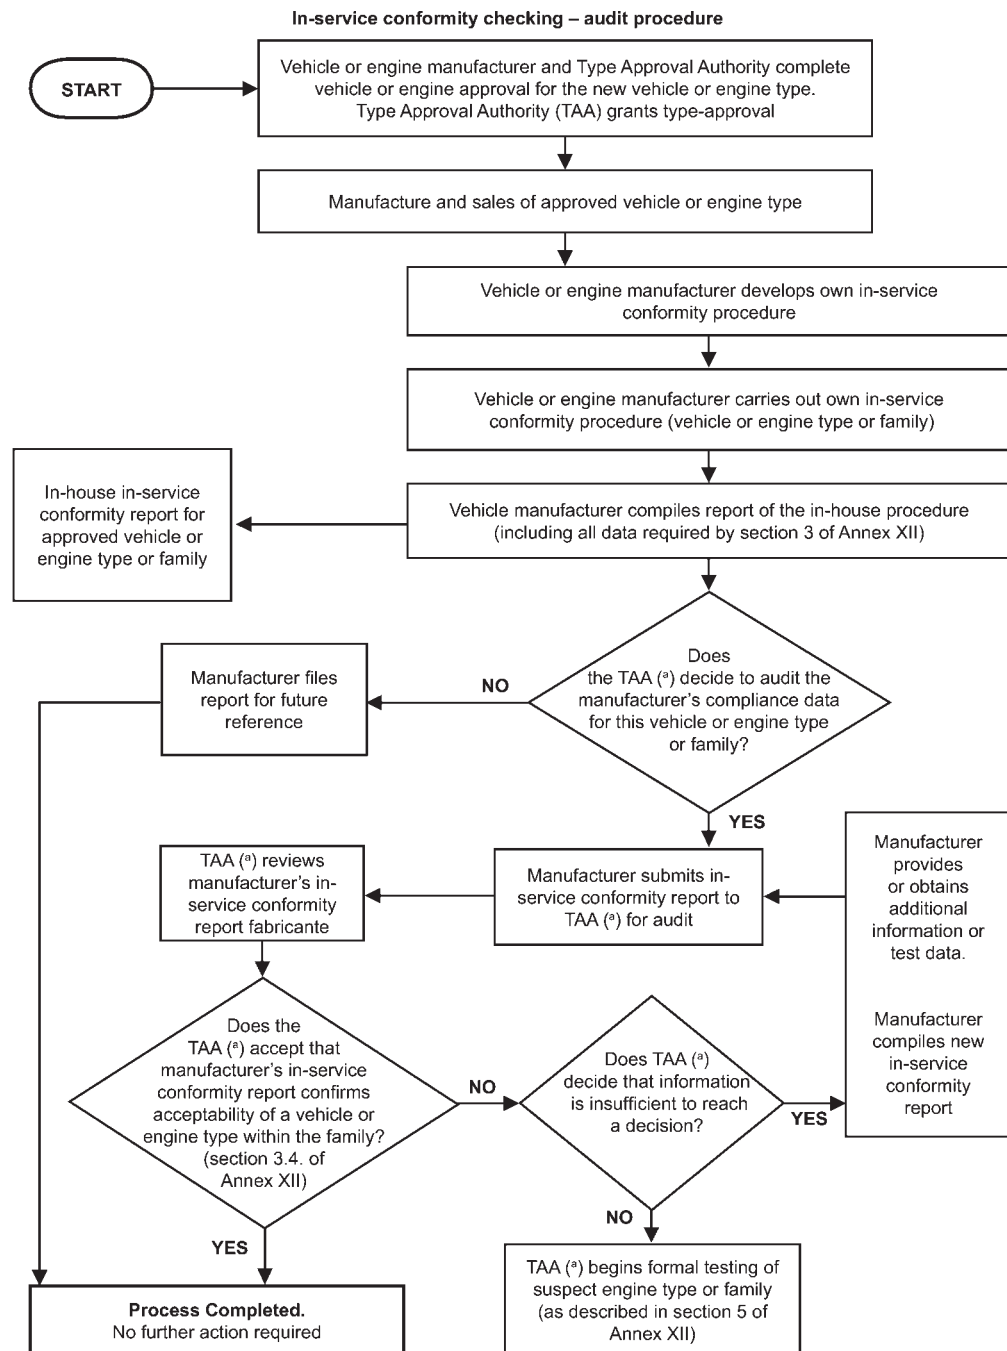 In-service conformity checking – audit procedure
START
Vehicle or engine manufacturer and Type Approval Authority complete
vehicle or engine approval for the new vehicle or engine type.
Type Approval Authority (TAA) grants type-approval
Manufacture and sales of approved vehicle or engine type
Vehicle or engine manufacturer develops own in-service
conformity procedure
Vehicle or engine manufacturer carries out own in-service
conformity procedure (vehicle or engine type or family)
In-house in-service
conformity report for
approved vehicle or
engine type or family
Vehicle manufacturer compiles report of the in-house procedure
(including all data required by section 3 of Annex XII)
Does
the TAA (ª) decide to audit the
manufacturer's compliance data
for this vehicle or engine type
or family?
NO
Manufacturer files
report for future
reference
YES
Manufacturer
provides
or obtains
additional
information or
test data.
Manufacturer
compiles new
in-service
conformity
report
Manufacturer submits in-
service conformity report to
TAA (ª) for audit
TAA (ª) reviews
manufacturer's in-
service conformity
report fabricante
Does the
TAA (ª) accept that
manufacturer's in-service
conformity report confirms
acceptability of a vehicle or
engine type within the family?
(section 3.4. of
Annex XII)
NO
Does TAA (ª)
decide that information
is insufficient to reach
a decision?
YES
NO
YES
TAA (ª) begins formal testing of
suspect engine type or family
(as described in section 5 of
Annex XII)
Process Completed.
No further action required